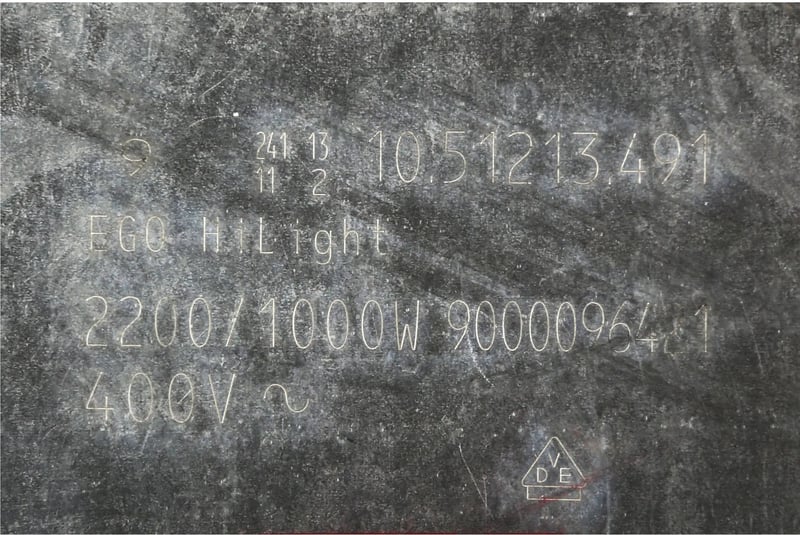 241 13 10.51213.491
11 2
EGO HiLight
2200/1000W
400V ~
VDE